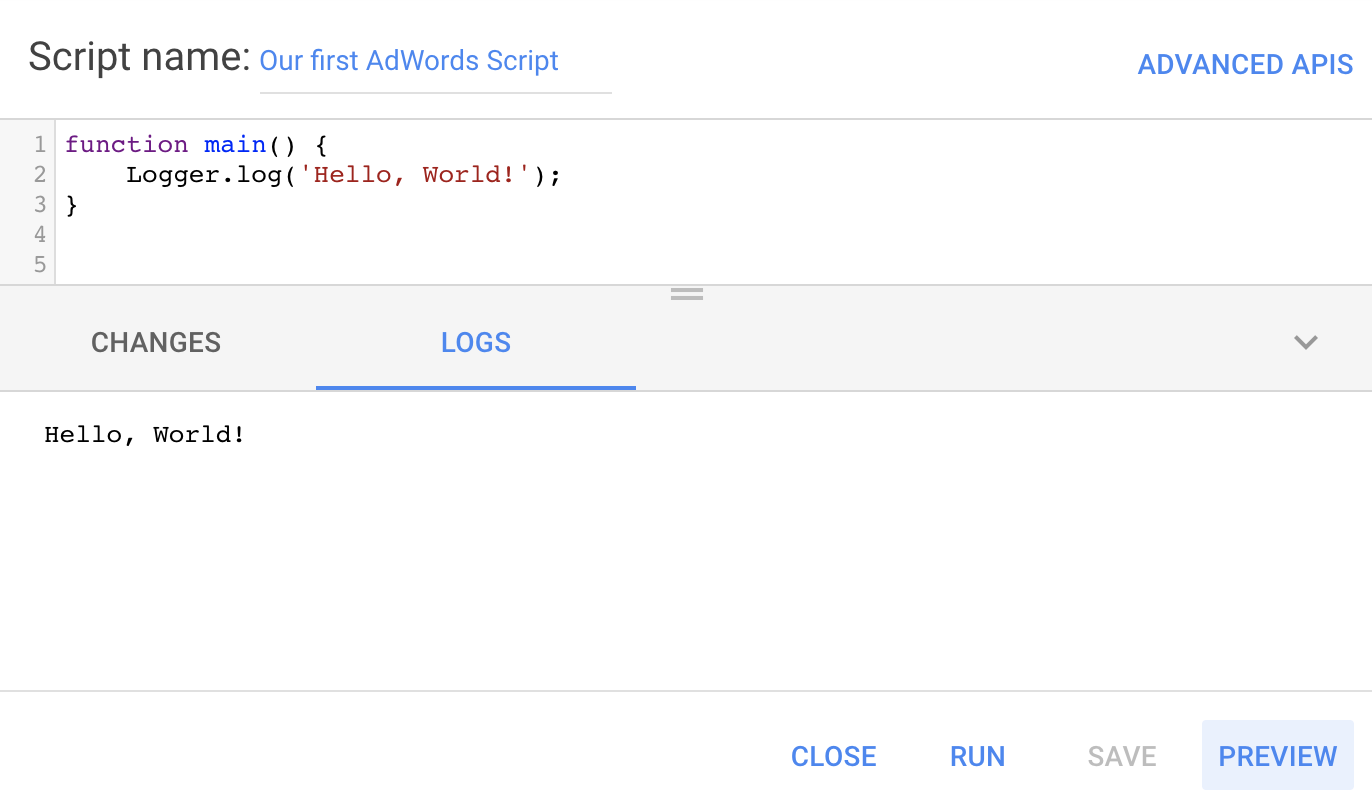 Script name: Our first AdWords Script
ADVANCED APIS
1 function main() {
2     Logger.log('Hello, World!');
3 }
4
5
CHANGES LOGS
Hello, World!
CLOSE RUN SAVE PREVIEW